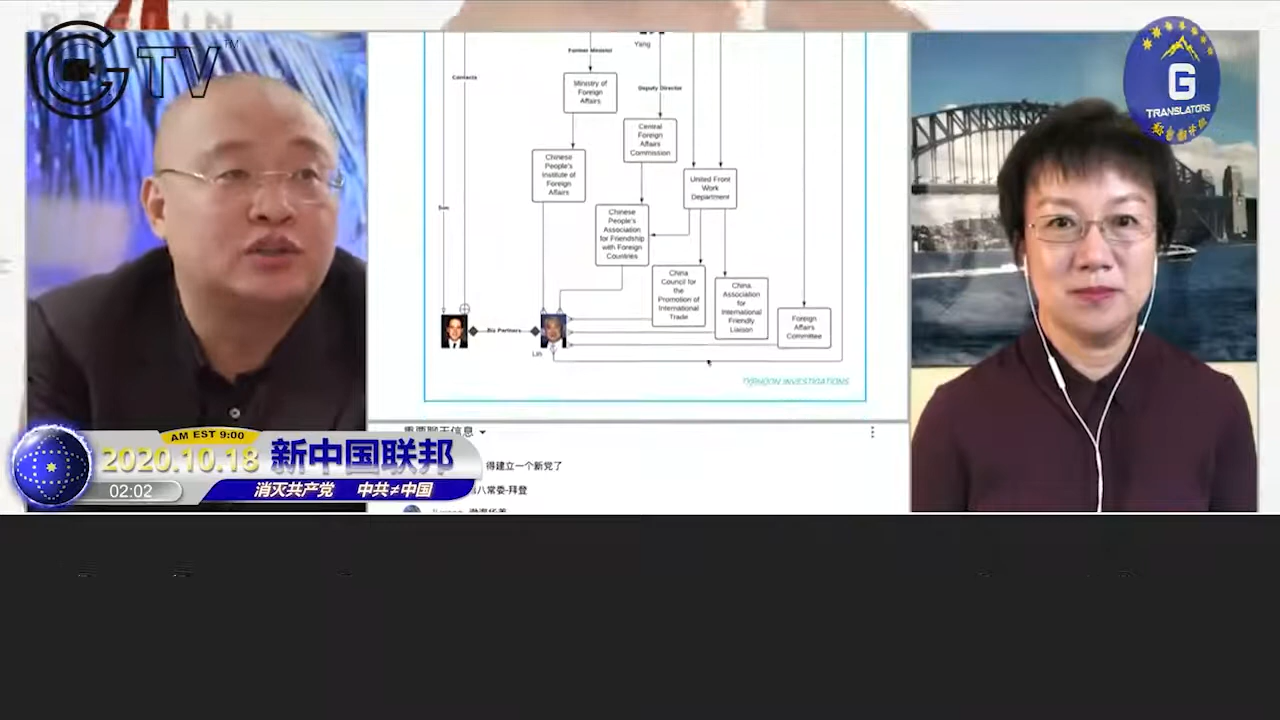 BERLIN
GTV™
Yang
Former Minister
Contacts
Ministry of
Foreign
Affairs
Deputy Director
Central
Foreign
Affairs
Commission
Chinese
People's
Institute of
Foreign
Affairs
United Front
Work
Department
Son
Chinese
People's
Association
for Friendship
with Foreign
Countries
China
Council for
the
Promotion of
International
Trade
China
Association
for
International
Friendly
Liaison
Foreign
Affairs
Committee
Biz Partners
TYPHOON INVESTIGATIONS
G
TRANSLATORS
AM EST 9:00
2020.10.18 新中国联邦
02:02
消灭共产党 中共≠中国
得建立一个新党了
八常委-拜登